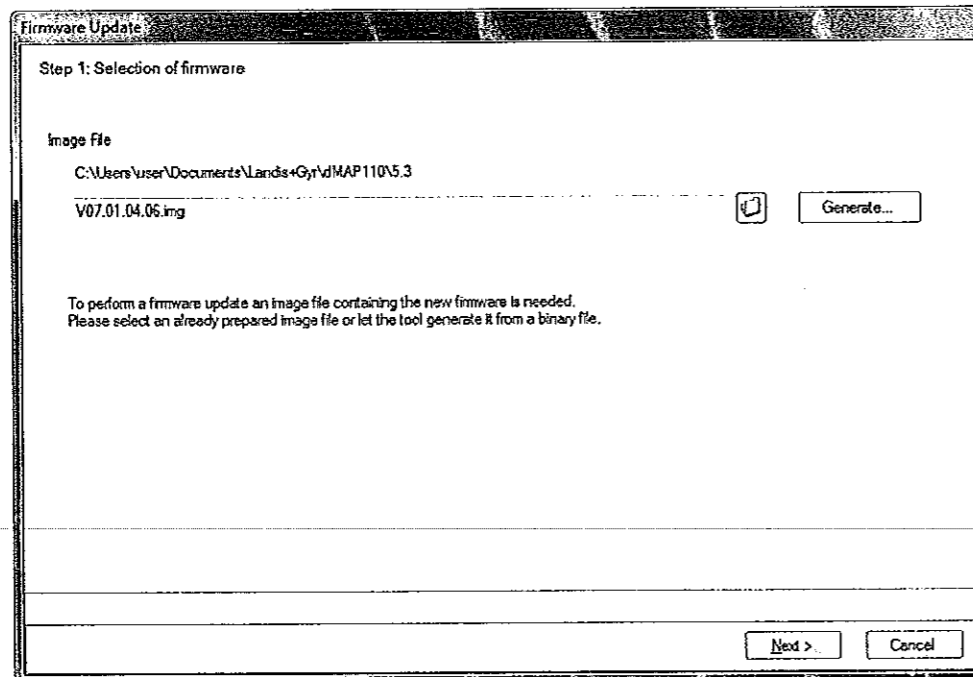 Firmware Update
Step 1: Selection of firmware
Image File
C:\Users\user\Documents\Landis+Gyr\dMAP110\5.3
V07.01.04.06.img
Generate...
To perform a firmware update an image file containing the new firmware is needed.
Please select an already prepared image file or let the tool generate it from a binary file.
Next >
Cancel